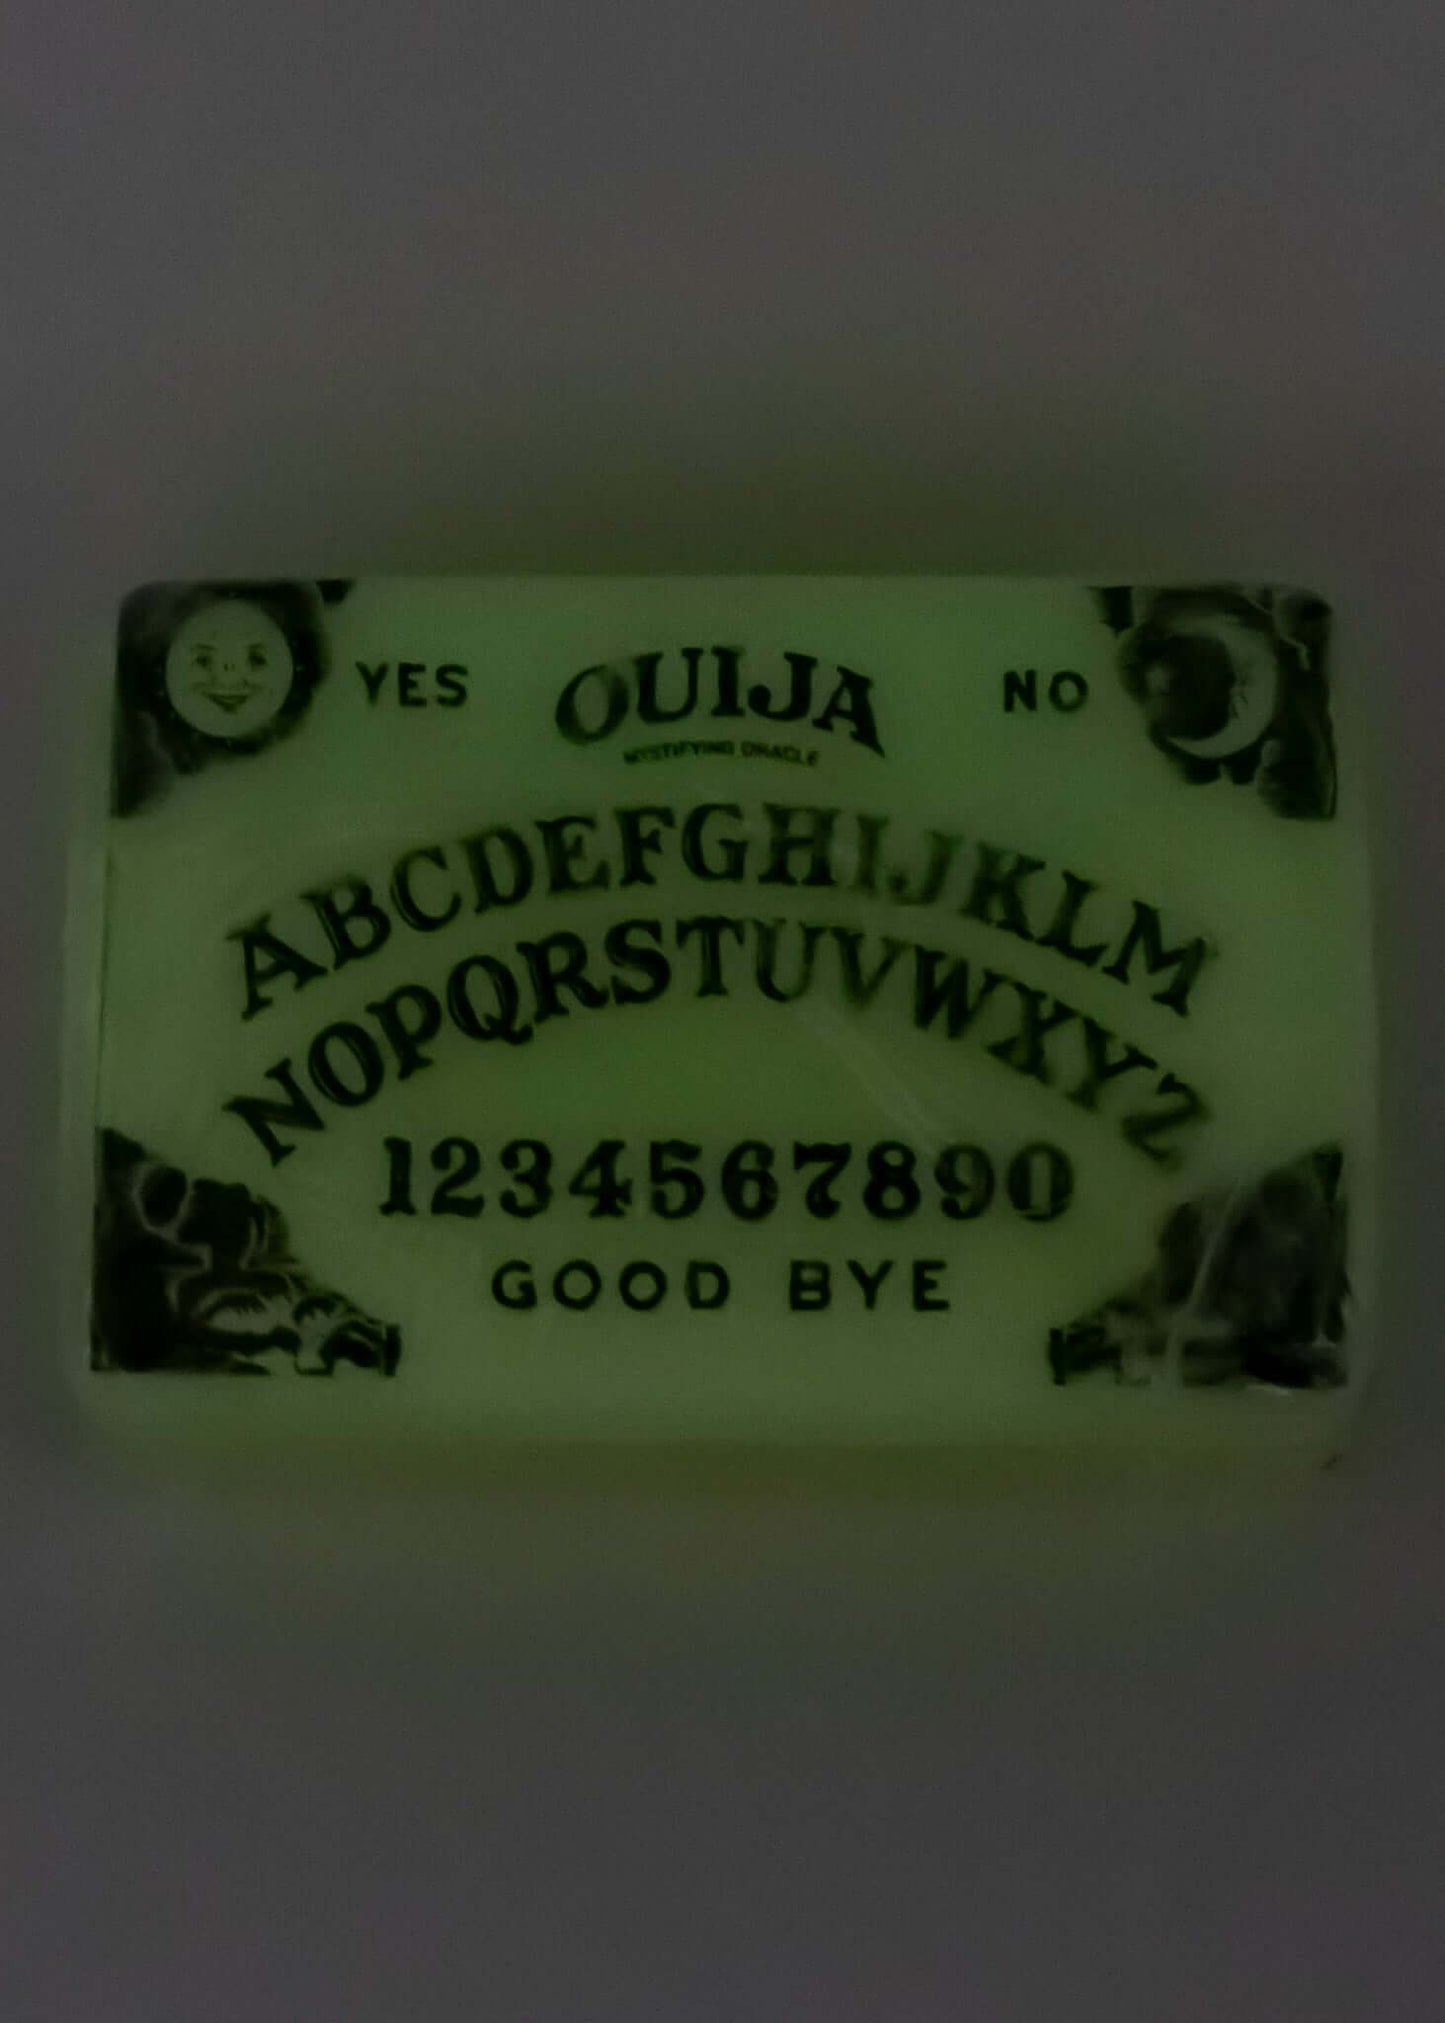 YES OUIJA NO
MYSTIFYING ORACLE
ABCDEFGHIJKLM
NOPQRSTUVWXYZ
1234567890
GOOD BYE